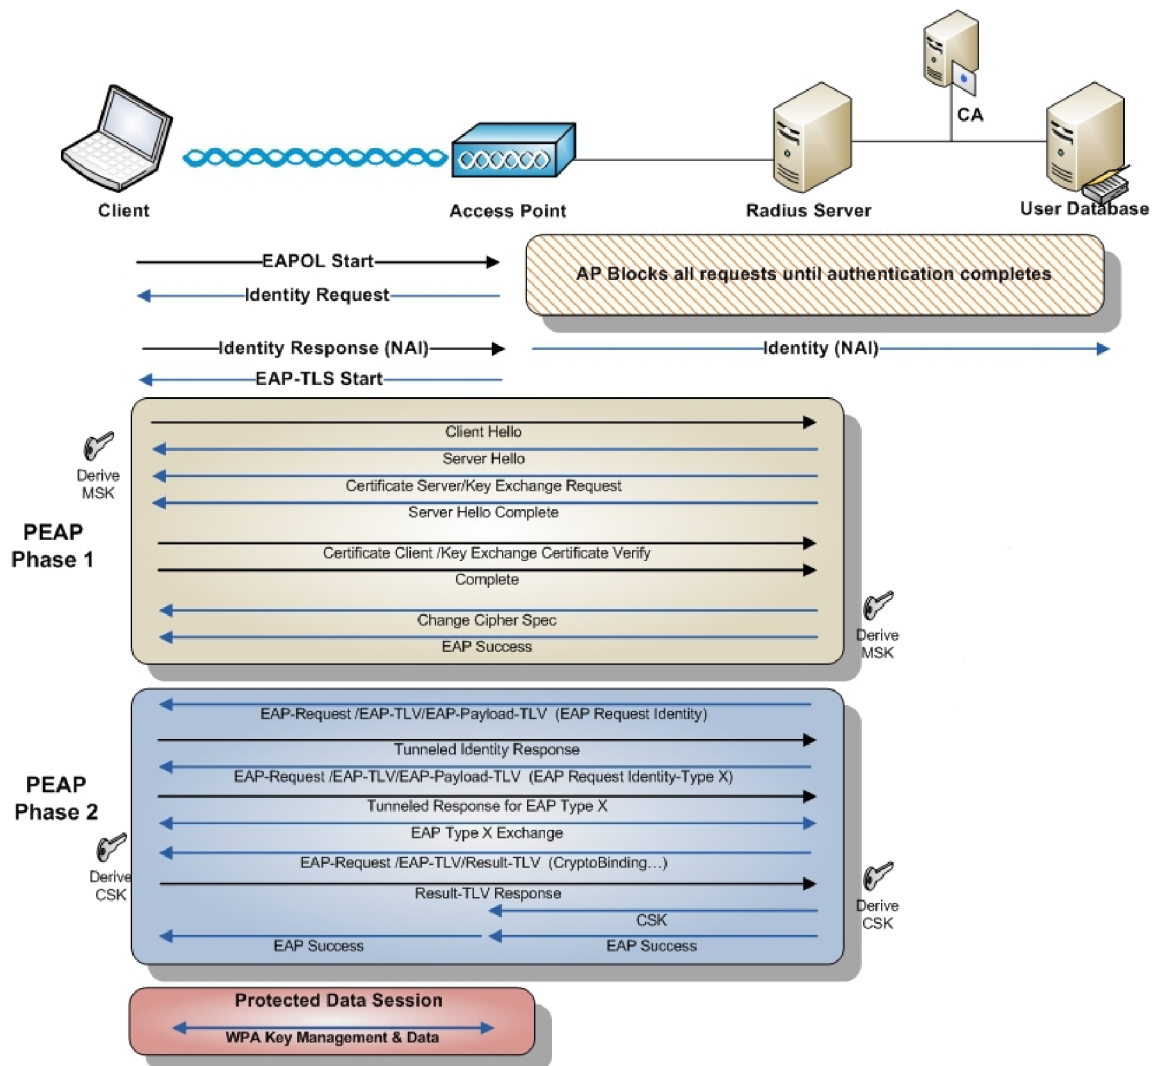 CA
Client
Access Point
Radius Server
User Database
EAPOL Start
AP Blocks all requests until authentication completes
Identity Request
Identity Response (NAI)
Identity (NAI)
EAP-TLS Start
Client Hello
Server Hello
Derive
MSK
Certificate Server/Key Exchange Request
Server Hello Complete
PEAP
Phase 1
Certificate Client /Key Exchange Certificate Verify
Complete
Change Cipher Spec
Derive
MSK
EAP Success
EAP-Request /EAP-TLV/EAP-Payload-TLV (EAP Request Identity)
Tunneled Identity Response
EAP-Request /EAP-TLV/EAP-Payload-TLV (EAP Request Identity-Type X)
PEAP
Phase 2
Tunneled Response for EAP Type X
EAP Type X Exchange
EAP-Request /EAP-TLV/Result-TLV (CryptoBinding…)
Derive
CSK
Result-TLV Response
Derive
CSK
CSK
EAP Success
EAP Success
Protected Data Session
WPA Key Management & Data